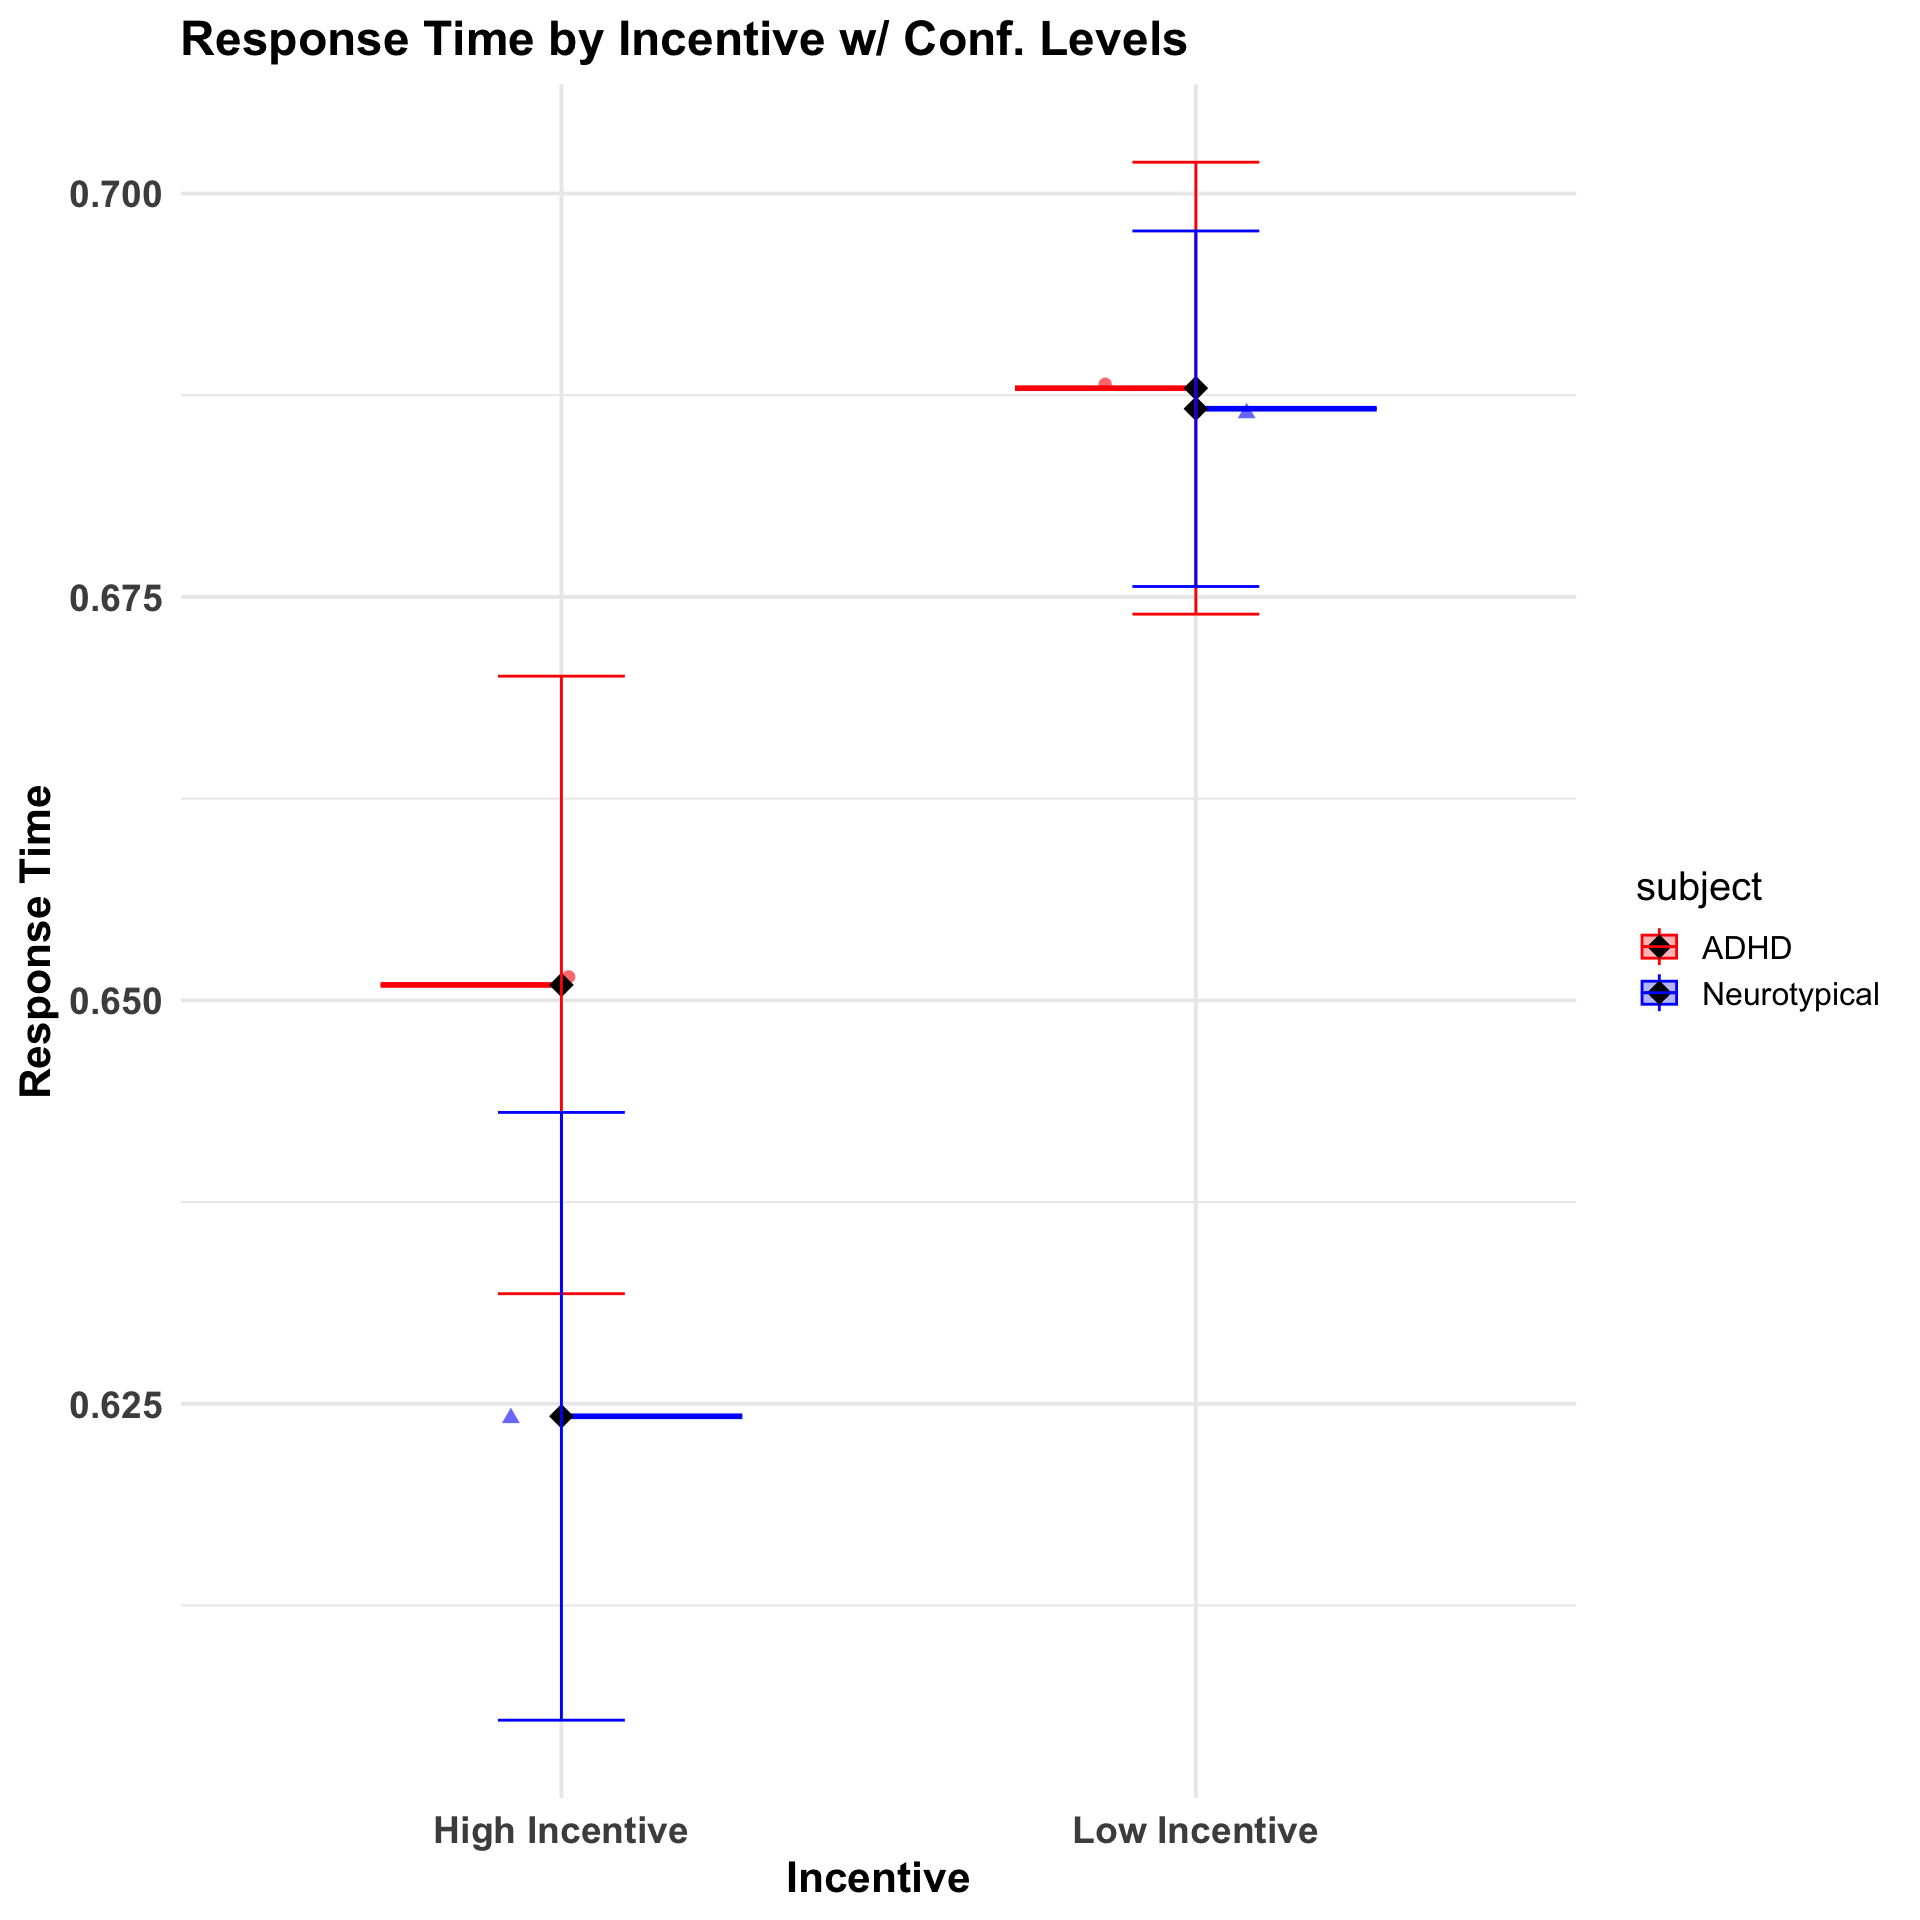 Response Time by Incentive w/ Conf. Levels
0.700
0.675
0.650
0.625
Response Time
High Incentive
Low Incentive
Incentive
subject
ADHD
Neurotypical